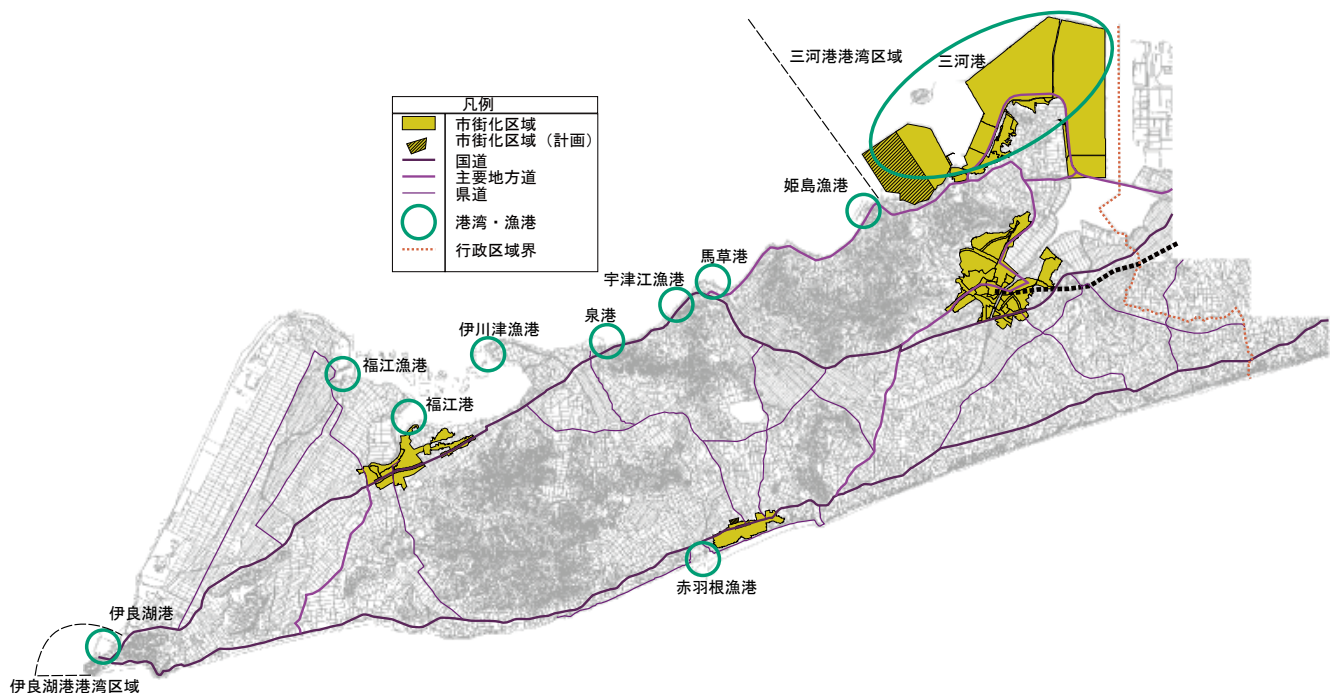 三河港港湾区域
三河港
凡例
市街化区域
市街化区域（計画）
国道
主要地方道
県道
港湾・漁港
行政区域界
姫島漁港
馬草港
宇津江漁港
泉港
伊川津漁港
福江漁港
福江港
赤羽根漁港
伊良湖港
伊良湖港港湾区域